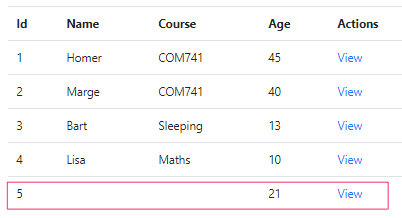 Id Name Course Age Actions
1 Homer COM741 45 View
2 Marge COM741 40 View
3 Bart Sleeping 13 View
4 Lisa Maths 10 View
5 21 View